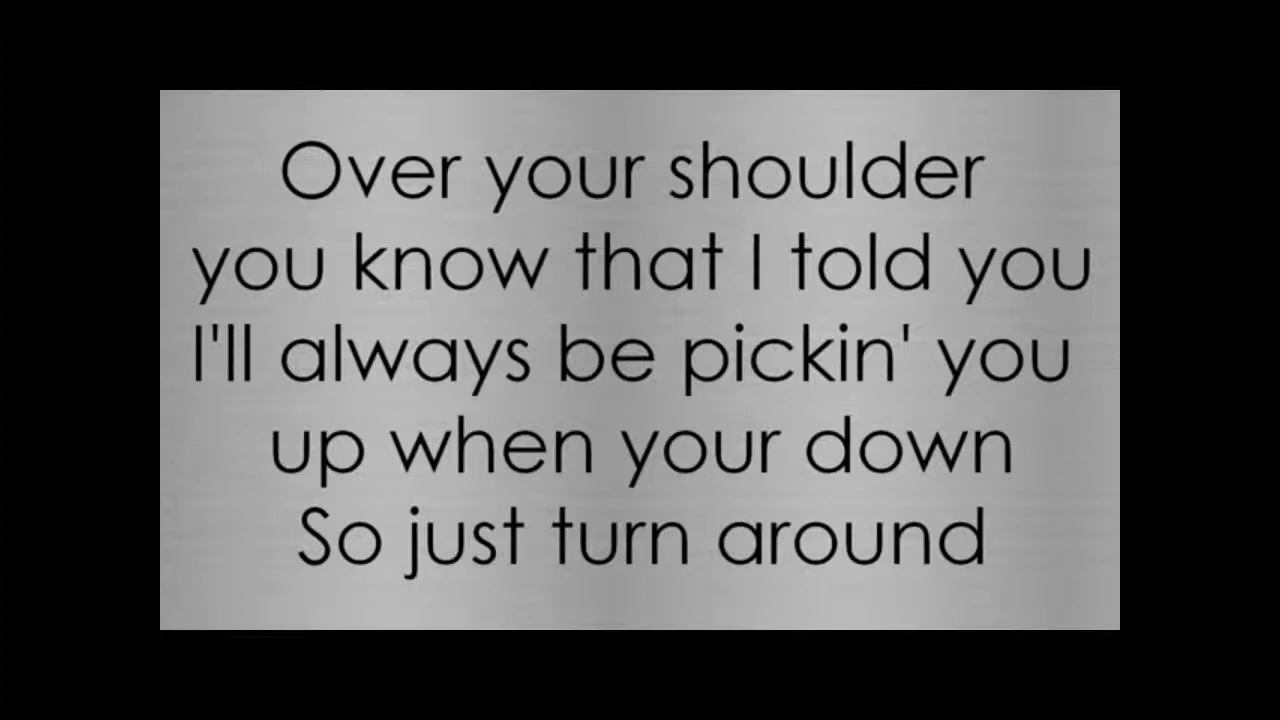 Over your shoulder
you know that I told you
I'll always be pickin' you
up when your down
So just turn around